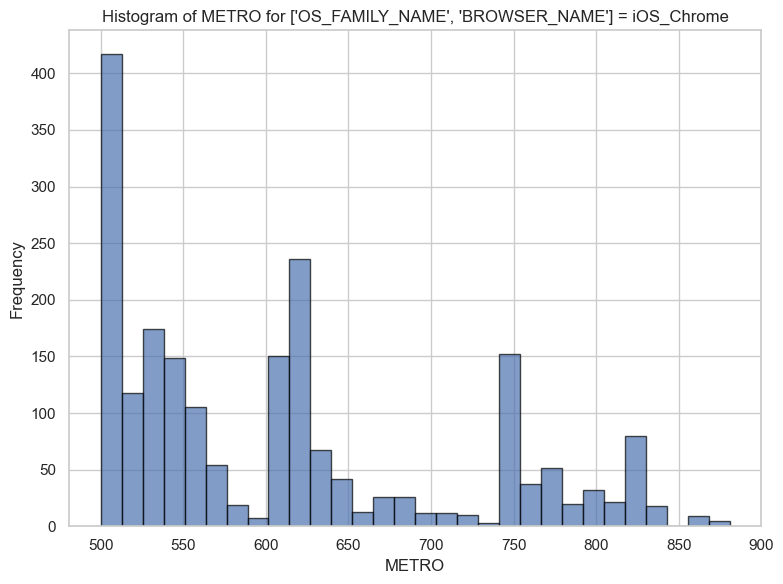 Histogram of METRO for ['OS_FAMILY_NAME', 'BROWSER_NAME'] = iOS_Chrome
Frequency
400
350
300
250
200
150
100
50
0
500 550 600 650 700 750 800 850 900
METRO